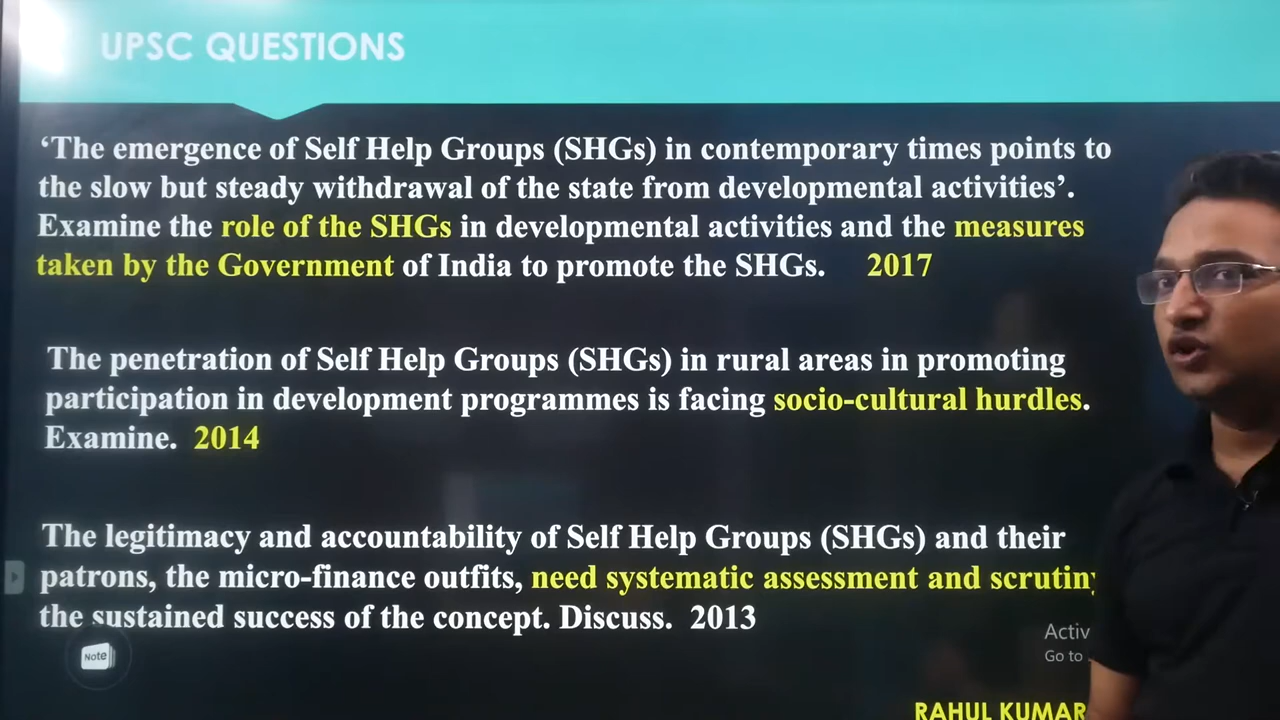 UPSC QUESTIONS
‘The emergence of Self Help Groups (SHGs) in contemporary times points to
the slow but steady withdrawal of the state from developmental activities’.
Examine the role of the SHGs in developmental activities and the measures
taken by the Government of India to promote the SHGs. 2017
The penetration of Self Help Groups (SHGs) in rural areas in promoting
participation in development programmes is facing socio-cultural hurdles.
Examine. 2014
The legitimacy and accountability of Self Help Groups (SHGs) and their
patrons, the micro-finance outfits, need systematic assessment and scrutiny
the sustained success of the concept. Discuss. 2013
Note
Activ
Go to
RAHUL KUMAR